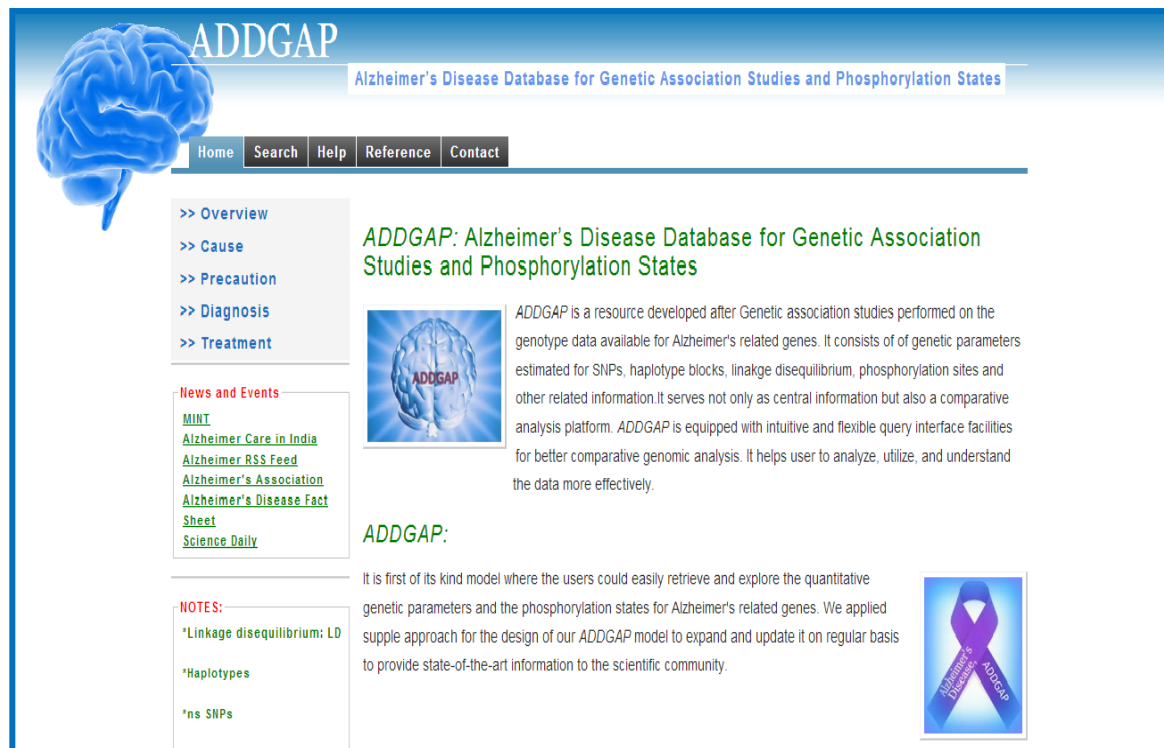 ADDGAP
Alzheimer's Disease Database for Genetic Association Studies and Phosphorylation States
Home Search Help Reference Contact
>> Overview
>> Cause
>> Precaution
>> Diagnosis
>> Treatment
News and Events
MINT
Alzheimer Care in India
Alzheimer RSS Feed
Alzheimer's Association
Alzheimer's Disease Fact
Sheet
Science Daily
NOTES:
*Linkage disequilibrium; LD
*Haplotypes
*ns SNPs
ADDGAP: Alzheimer's Disease Database for Genetic Association
Studies and Phosphorylation States
ADDGAP
ADDGAP is a resource developed after Genetic association studies performed on the
genotype data available for Alzheimer's related genes. It consists of of genetic parameters
estimated for SNPs, haplotype blocks, linakge disequilibrium, phosphorylation sites and
other related information.It serves not only as central information but also a comparative
analysis platform. ADDGAP is equipped with intuitive and flexible query interface facilities
for better comparative genomic analysis. It helps user to analyze, utilize, and understand
the data more effectively.
ADDGAP:
It is first of its kind model where the users could easily retrieve and explore the quantitative
genetic parameters and the phosphorylation states for Alzheimer's related genes. We applied
supple approach for the design of our ADDGAP model to expand and update it on regular basis
to provide state-of-the-art information to the scientific community.
Alzheimer's
Disease,
ADDGAP